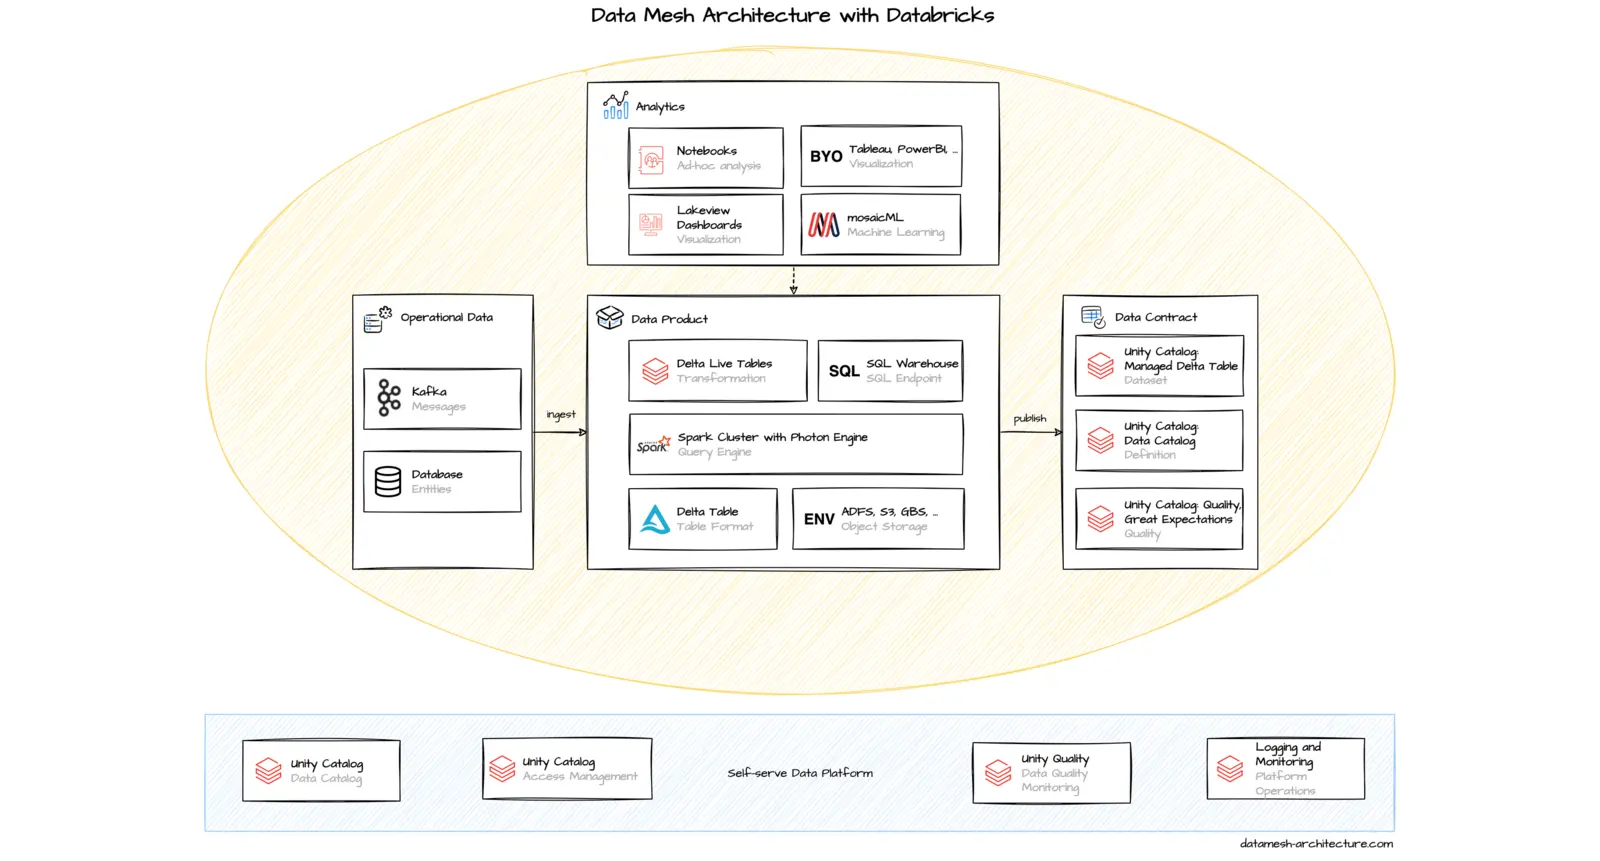 Data Mesh Architecture with Databricks
Analytics
Notebooks
Ad-hoc analysis
BYO
Tableau, PowerBI, ...
Visualization
Lakeview
Dashboards
Visualization
mosaicML
Machine Learning
Operational Data
Kafka
Messages
Database
Entities
ingest
Data Product
Delta Live Tables
Transformation
SQL
SQL Warehouse
SQL Endpoint
Spark
Spark Cluster with Photon Engine
Query Engine
Delta Table
Table Format
ENV
ADFS, S3, GBS, ...
Object Storage
publish
Data Contract
Unity Catalog:
Managed Delta Table
Dataset
Unity Catalog:
Data Catalog
Definition
Unity Catalog: Quality,
Great Expectations
Quality
Unity Catalog
Data Catalog
Unity Catalog
Access Management
Self-serve Data Platform
Unity Quality
Data Quality
Monitoring
Logging and
Monitoring
Platform
Operations
datamesh-architecture.com